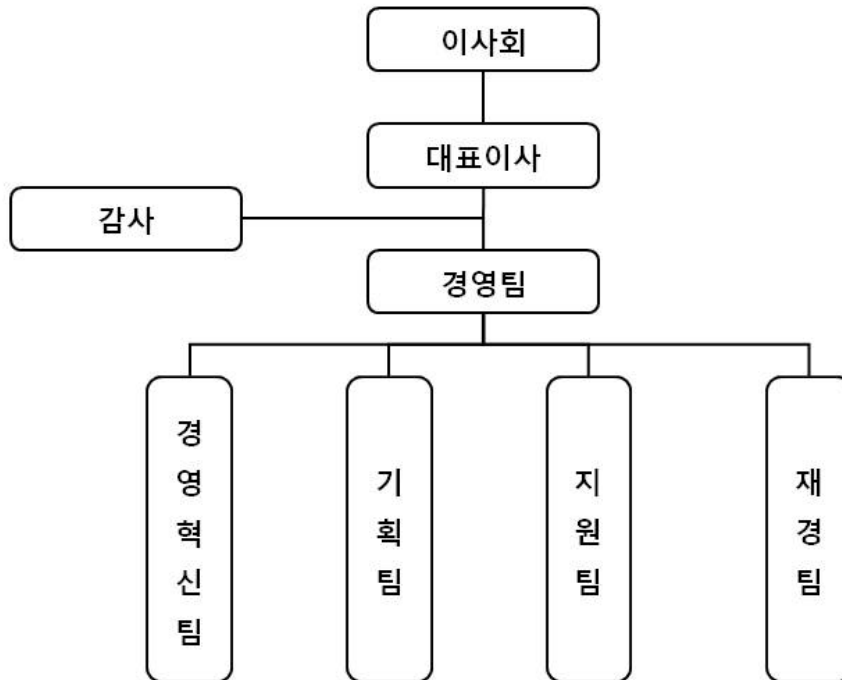 이사회
대표이사
감사
경영팀
경영혁신팀
기획팀
지원팀
재경팀